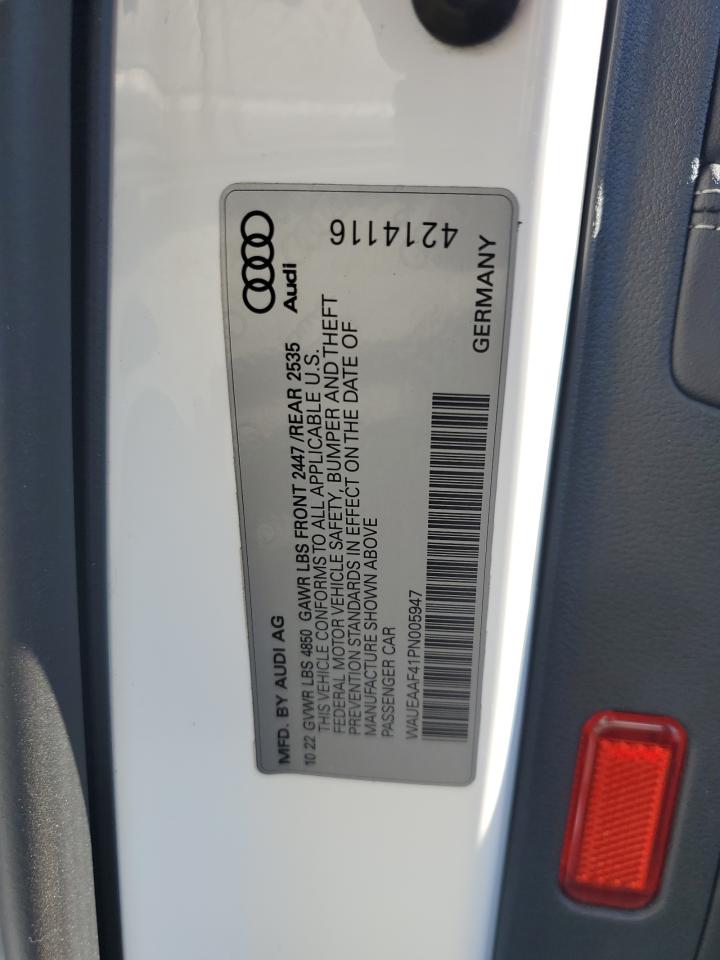 MFD. BY AUDI AG
Audi
10 22 GVWR LBS 4850 GAWR LBS FRONT 2447 /REAR 2535
THIS VEHICLE CONFORMS TO ALL APPLICABLE U.S.
FEDERAL MOTOR VEHICLE SAFETY, BUMPER AND THEFT
PREVENTION STANDARDS IN EFFECT ON THE DATE OF
MANUFACTURE SHOWN ABOVE
PASSENGER CAR
WAUEAAF41PN005947
GERMANY
4214116